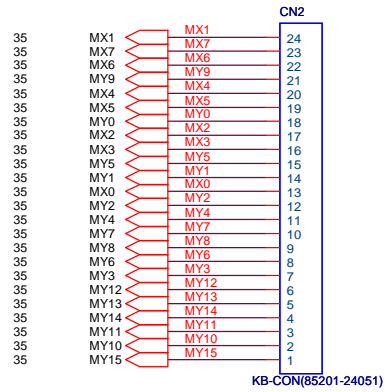 CN2
35 MX1 MX1 24
35 MX7 MX7 23
35 MX6 MX6 22
35 MY9 MY9 21
35 MX4 MX4 20
35 MX5 MX5 19
35 MY0 MY0 18
35 MX2 MX2 17
35 MX3 MX3 16
35 MY5 MY5 15
35 MY1 MY1 14
35 MX0 MX0 13
35 MY2 MY2 12
35 MY4 MY4 11
35 MY7 MY7 10
35 MY8 MY8 9
35 MY6 MY6 8
35 MY3 MY3 7
35 MY12 MY12 6
35 MY13 MY13 5
35 MY14 MY14 4
35 MY11 MY11 3
35 MY10 MY10 2
35 MY15 MY15 1
KB-CON(85201-24051)